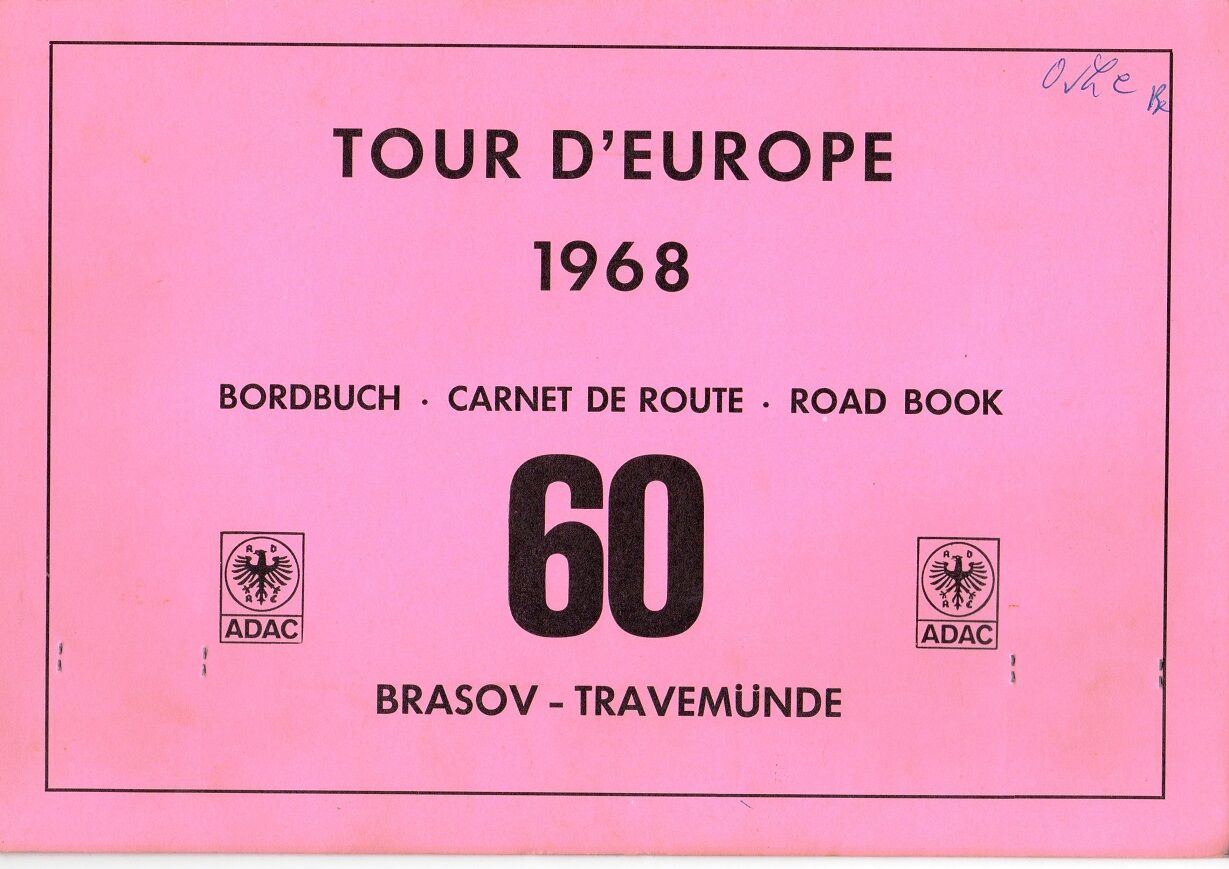 TOUR D'EUROPE
1968
BORDBUCH · CARNET DE ROUTE · ROAD BOOK
60
ADAC
ADAC
BRASOV - TRAVEMÜNDE